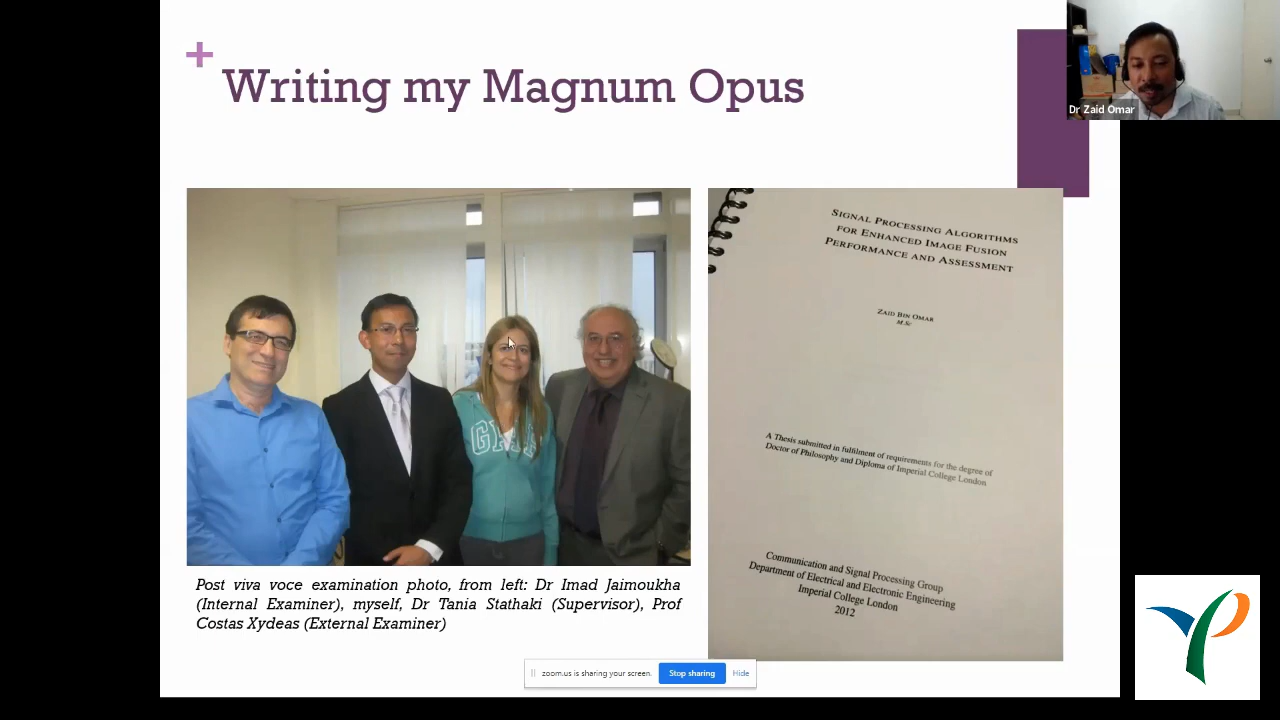 + Writing my Magnum Opus
Dr Zaid Omar
SIGNAL PROCESSING ALGORITHMS
FOR ENHANCED IMAGE FUSION
PERFORMANCE AND ASSESSMENT
ZAID BIN OMAR
M.Sc
A Thesis submitted in fulfilment of requirements for the degree of
Doctor of Philosophy and Diploma of Imperial College London
Communication and Signal Processing Group
Department of Electrical and Electronic Engineering
Imperial College London
2012
Post viva voce examination photo, from left: Dr Imad Jaimoukha
(Internal Examiner), myself, Dr Tania Stathaki (Supervisor), Prof
Costas Xydeas (External Examiner)
zoom.us is sharing your screen.
Stop sharing
Hide